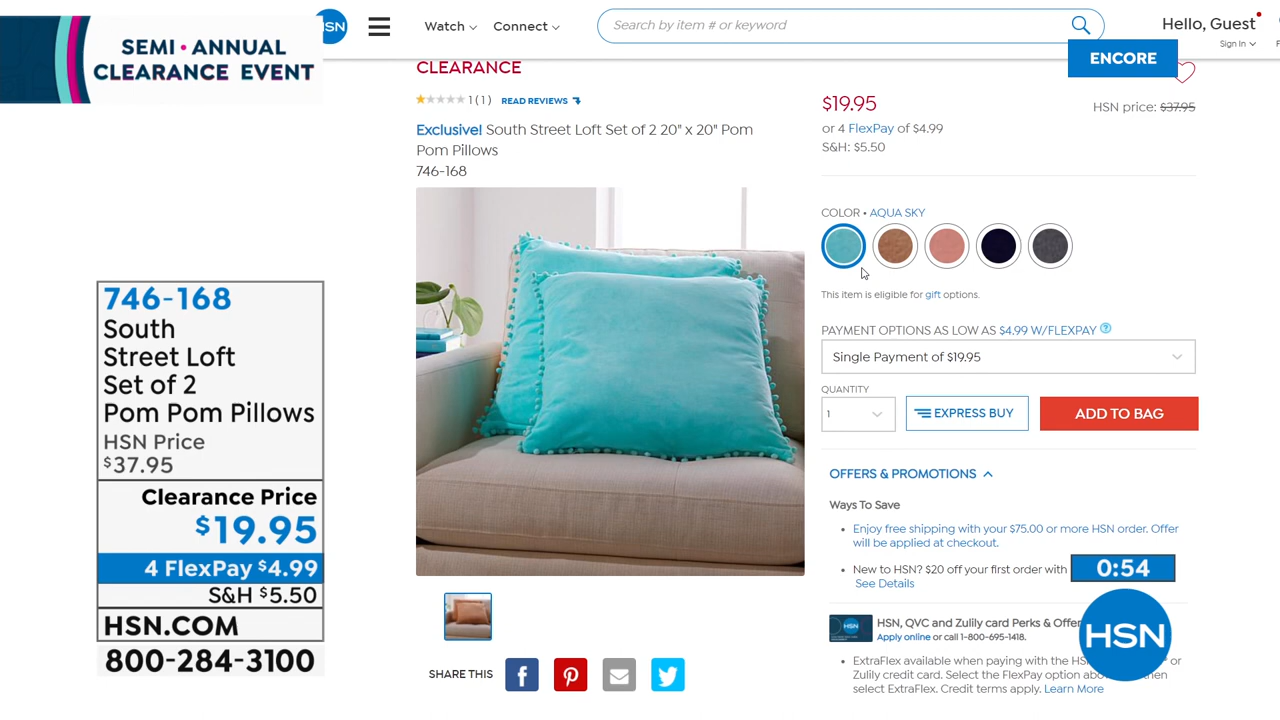 SEMI • ANNUAL
CLEARANCE EVENT
SN
Watch
Connect
Search by item # or keyword
Hello, Guest
Sign In
ENCORE
CLEARANCE
1 ( 1 ) READ REVIEWS
Exclusive! South Street Loft Set of 2 20" x 20" Pom
Pom Pillows
746-168
$19.95
HSN price: $37.95
or 4 FlexPay of $4.99
S&H: $5.50
COLOR • AQUA SKY
This item is eligible for gift options.
PAYMENT OPTIONS AS LOW AS $4.99 W/FLEXPAY ?
Single Payment of $19.95
QUANTITY
1
EXPRESS BUY
ADD TO BAG
OFFERS & PROMOTIONS
Ways To Save
• Enjoy free shipping with your $75.00 or more HSN order. Offer
will be applied at checkout.
• New to HSN? $20 off your first order with
See Details
0:54
HSN
HSN, QVC and Zulily card Perks &
Apply online or call 1-800-695-1418.
• ExtraFlex available when paying with the or
Zulily credit card. Select the FlexPay option then
select ExtraFlex. Credit terms apply. Learn More
HSN
SHARE THIS
746-168
South
Street Loft
Set of 2
Pom Pom Pillows
HSN Price
$37.95
Clearance Price
$19.95
4 FlexPay $4.99
S&H $5.50
HSN.COM
800-284-3100